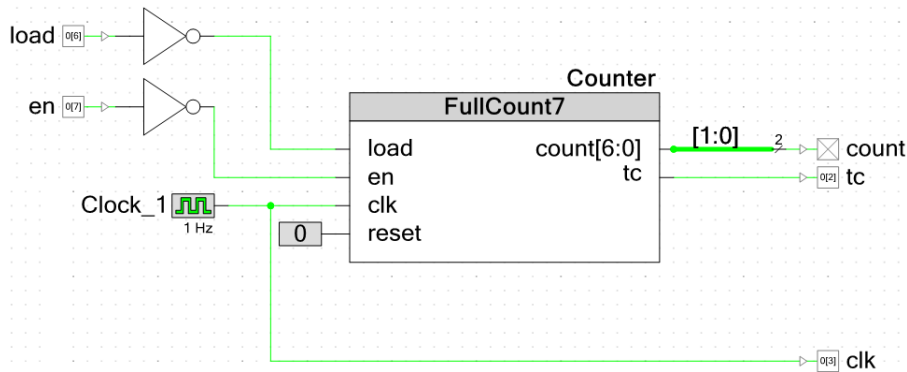 load 0[6]
en 0[7]
Counter
FullCount7
load count[6:0] [1:0] 2 count
en tc 0[2] tc
Clock_1 clk
1 Hz
0 reset
0[3] clk